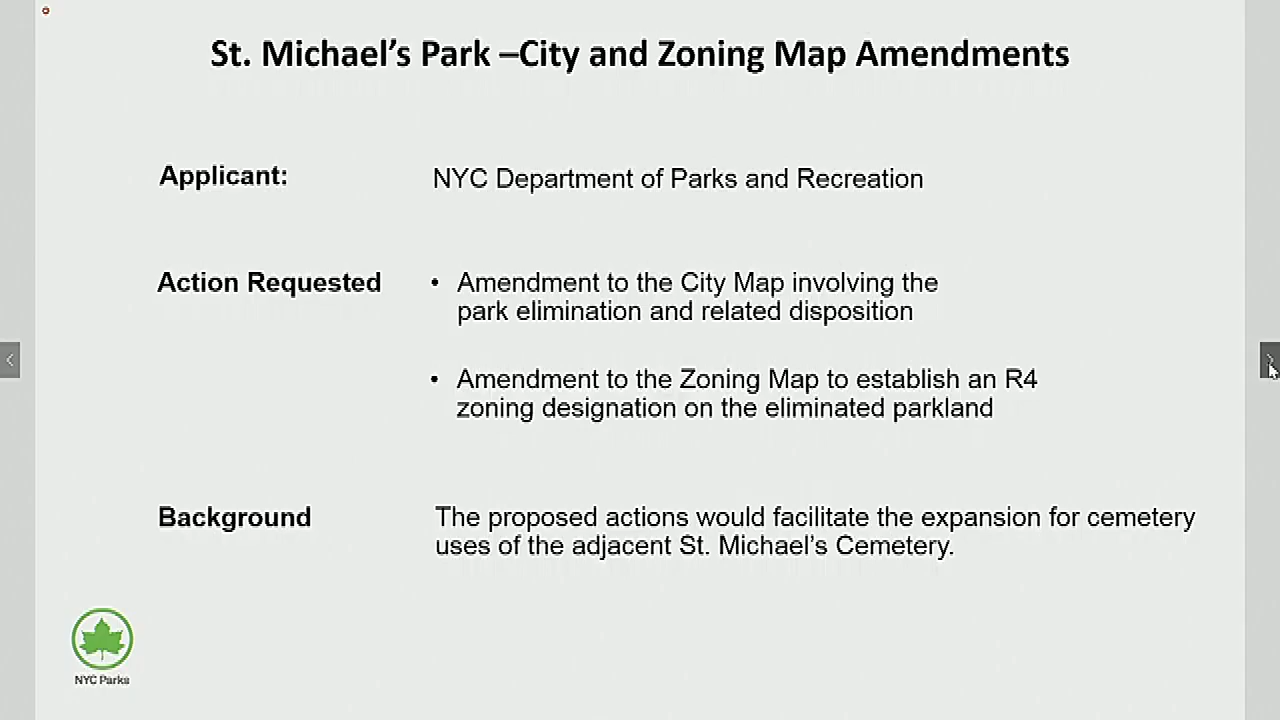 St. Michael’s Park –City and Zoning Map Amendments
Applicant:
NYC Department of Parks and Recreation
Action Requested
• Amendment to the City Map involving the
park elimination and related disposition
• Amendment to the Zoning Map to establish an R4
zoning designation on the eliminated parkland
Background
The proposed actions would facilitate the expansion for cemetery
uses of the adjacent St. Michael’s Cemetery.
NYC Parks